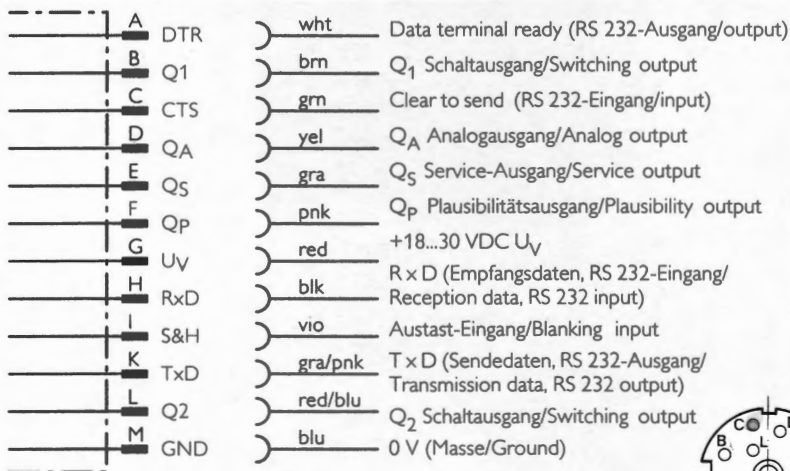 A DTR wht Data terminal ready (RS 232-Ausgang/output)
B Q1 brn Q1 Schaltausgang/Switching output
C CTS grn Clear to send (RS 232-Eingang/input)
D QA yel QA Analogausgang/Analog output
E QS gra QS Service-Ausgang/Service output
F QP pnk QP Plausibilitätsausgang/Plausibility output
G UV red +18...30 VDC UV
H RxD blk R x D (Empfangsdaten, RS 232-Eingang/
Reception data, RS 232 input)
I S&H vio Austast-Eingang/Blanking input
K TxD gra/pnk T x D (Sendedaten, RS 232-Ausgang/
Transmission data, RS 232 output)
L Q2 red/blu Q2 Schaltausgang/Switching output
M GND blu 0 V (Masse/Ground)
C
B L